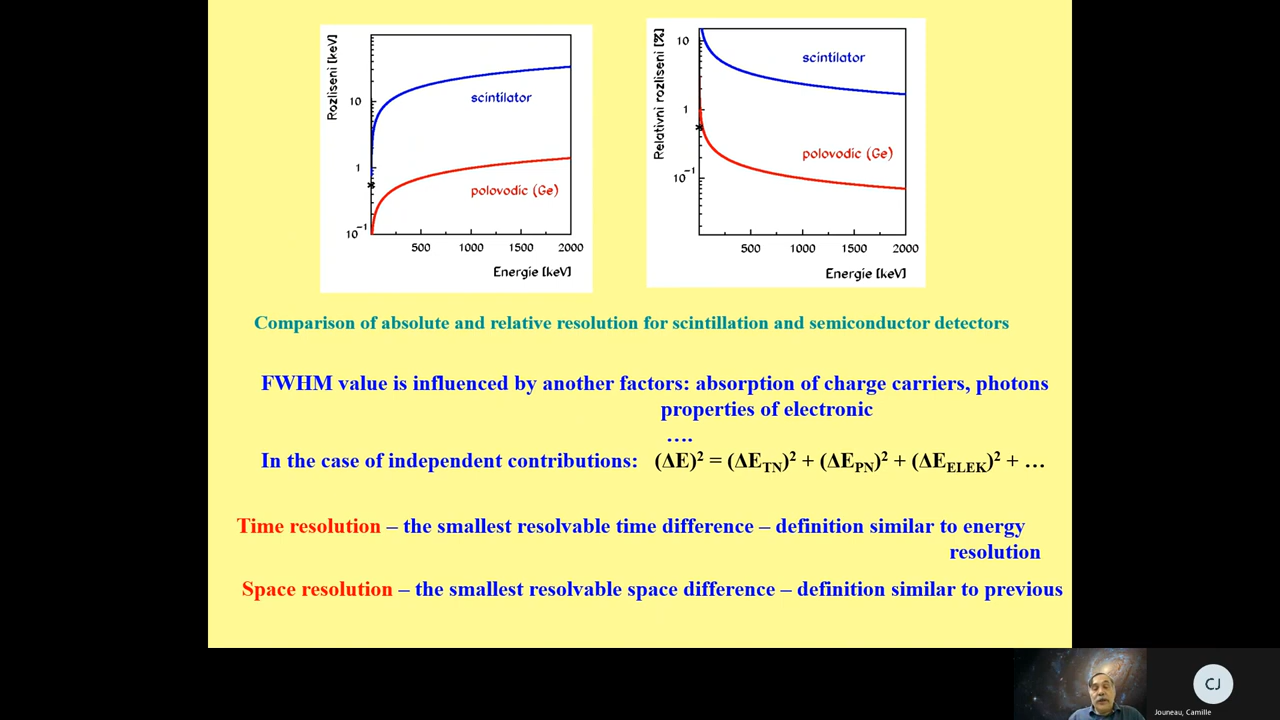 Rozliseni [keV]
10
1
10⁻¹
scintilator
polovodic (Ge)
500 1000 1500 2000
Energie [keV]
Relativni rozliseni [%]
10
1
10⁻¹
scintilator
polovodic (Ge)
500 1000 1500 2000
Energie [keV]
Comparison of absolute and relative resolution for scintillation and semiconductor detectors
FWHM value is influenced by another factors: absorption of charge carriers, photons
properties of electronic
….
In the case of independent contributions: (ΔE)² = (ΔE_TN)² + (ΔE_PN)² + (ΔE_ELEK)² + …
Time resolution – the smallest resolvable time difference – definition similar to energy
resolution
Space resolution – the smallest resolvable space difference – definition similar to previous
CJ
Jouneau, Camille